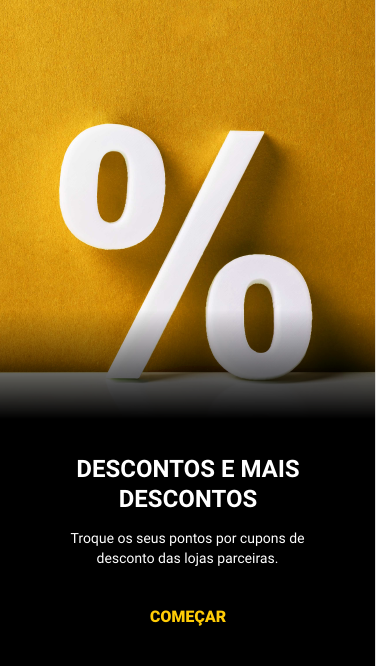 %
DESCONTOS E MAIS
DESCONTOS
Troque os seus pontos por cupons de
desconto das lojas parceiras.
COMEÇAR